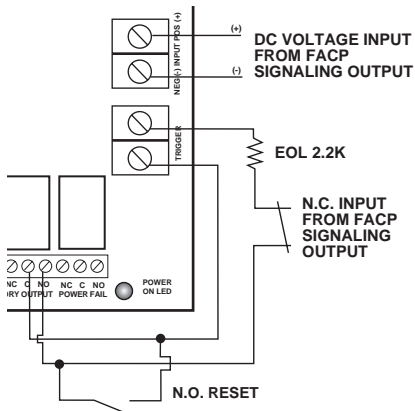 NEG(-) INPUT POS (+)
(+)
(-)
DC VOLTAGE INPUT
FROM FACP
SIGNALING OUTPUT
TRIGGER
EOL 2.2K
N.C. INPUT
FROM FACP
SIGNALING
OUTPUT
NC C NO NC C NO
OUTPUT POWER FAIL
POWER
ON LED
N.O. RESET